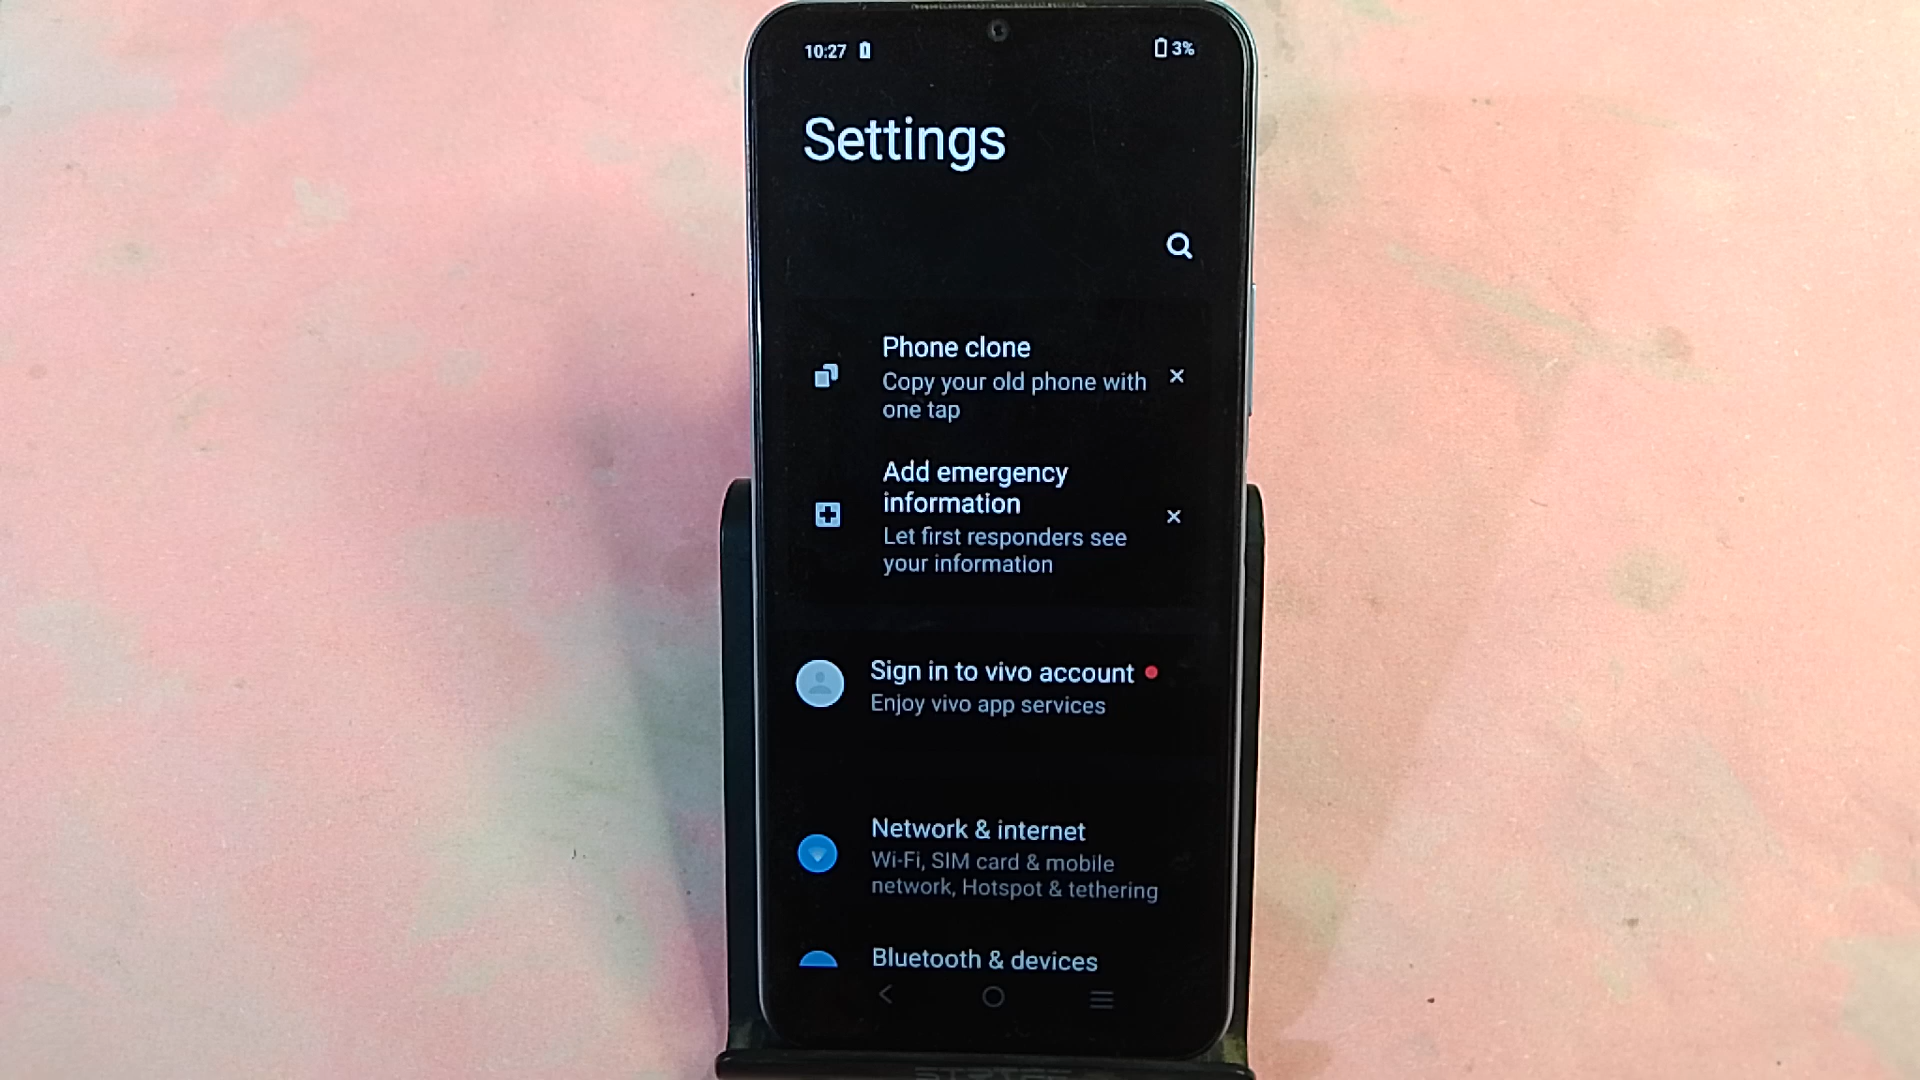 10:27
3%
Settings
Phone clone
Copy your old phone with
one tap
Add emergency
information
Let first responders see
your information
Sign in to vivo account
Enjoy vivo app services
Network & internet
Wi-Fi, SIM card & mobile
network, Hotspot & tethering
Bluetooth & devices